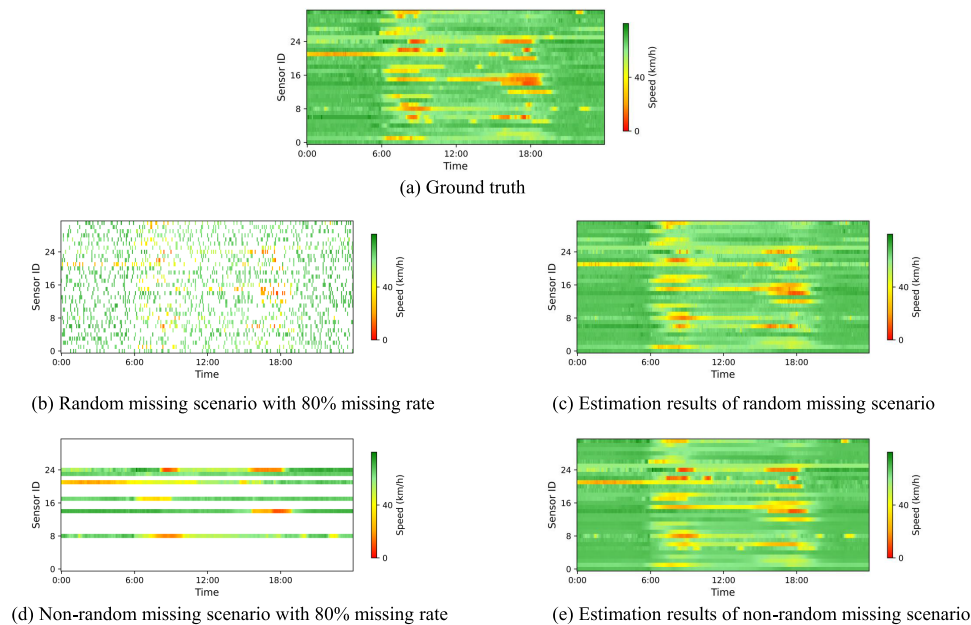 24
16
8
0
Sensor ID
0:00 6:00 12:00 18:00
Time
40
0
Speed (km/h)
(a) Ground truth
24
16
8
0
Sensor ID
0:00 6:00 12:00 18:00
Time
40
0
Speed (km/h)
24
16
8
0
Sensor ID
0:00 6:00 12:00 18:00
Time
40
0
Speed (km/h)
(b) Random missing scenario with 80% missing rate
(c) Estimation results of random missing scenario
24
16
8
0
Sensor ID
0:00 6:00 12:00 18:00
Time
40
0
Speed (km/h)
24
16
8
0
Sensor ID
0:00 6:00 12:00 18:00
Time
40
0
Speed (km/h)
(d) Non-random missing scenario with 80% missing rate
(e) Estimation results of non-random missing scenario